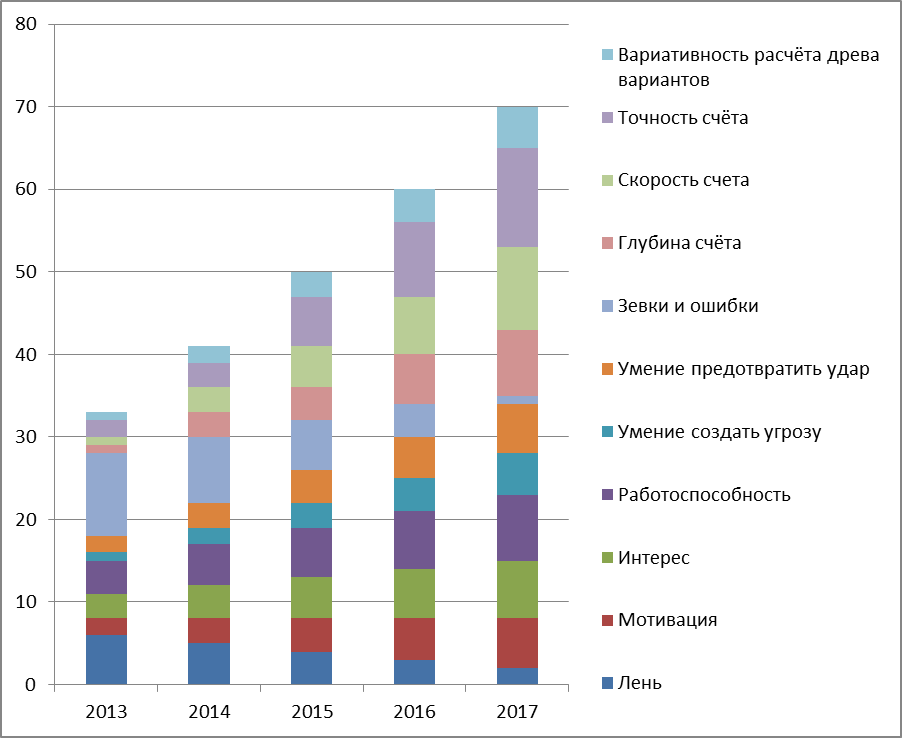 80
70
60
50
40
30
20
10
0
2013
2014
2015
2016
2017
Вариативность расчёта древа
вариантов
Точность счёта
Скорость счета
Глубина счёта
Зевки и ошибки
Умение предотвратить удар
Умение создать угрозу
Работоспособность
Интерес
Мотивация
Лень